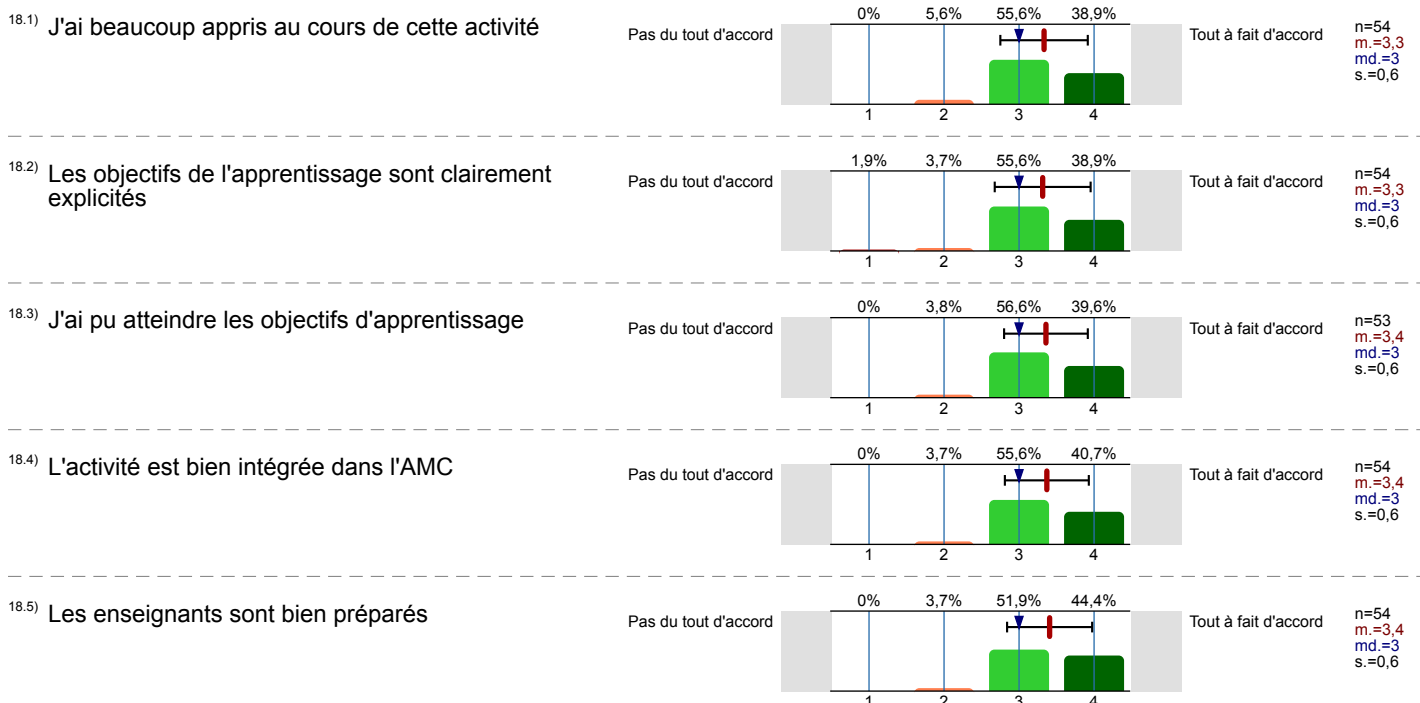 18.1) J'ai beaucoup appris au cours de cette activité
Pas du tout d'accord
0% 5,6% 55,6% 38,9%
1 2 3 4
Tout à fait d'accord
n=54
m.=3,3
md.=3
s.=0,6
18.2) Les objectifs de l'apprentissage sont clairement
explicités
Pas du tout d'accord
1,9% 3,7% 55,6% 38,9%
1 2 3 4
Tout à fait d'accord
n=54
m.=3,3
md.=3
s.=0,6
18.3) J'ai pu atteindre les objectifs d'apprentissage
Pas du tout d'accord
0% 3,8% 56,6% 39,6%
1 2 3 4
Tout à fait d'accord
n=53
m.=3,4
md.=3
s.=0,6
18.4) L'activité est bien intégrée dans l'AMC
Pas du tout d'accord
0% 3,7% 55,6% 40,7%
1 2 3 4
Tout à fait d'accord
n=54
m.=3,4
md.=3
s.=0,6
18.5) Les enseignants sont bien préparés
Pas du tout d'accord
0% 3,7% 51,9% 44,4%
1 2 3 4
Tout à fait d'accord
n=54
m.=3,4
md.=3
s.=0,6